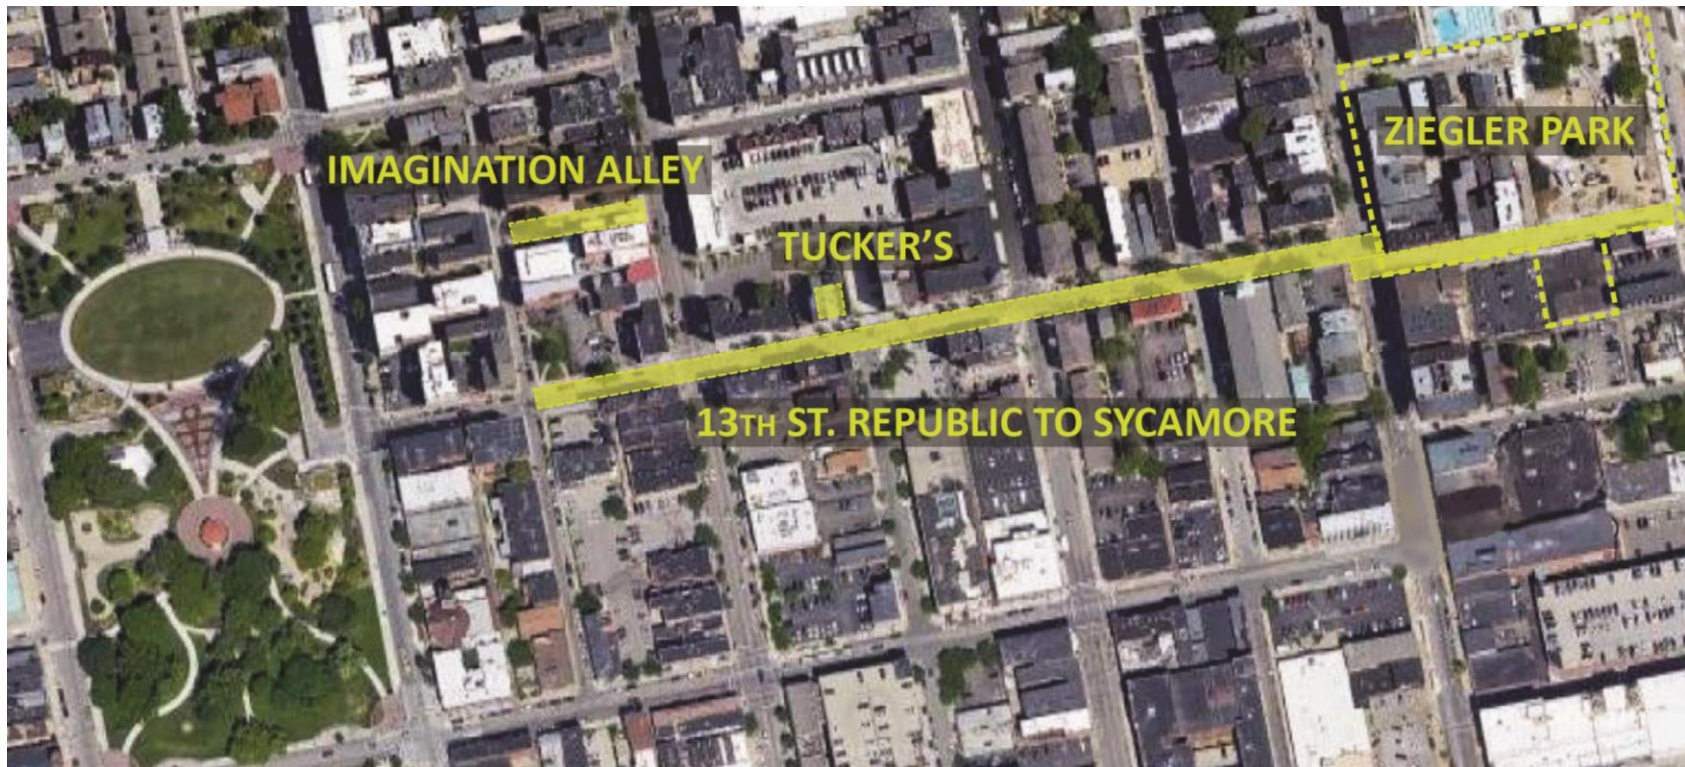 ZIEGLER PARK
IMAGINATION ALLEY
TUCKER'S
13TH ST. REPUBLIC TO SYCAMORE